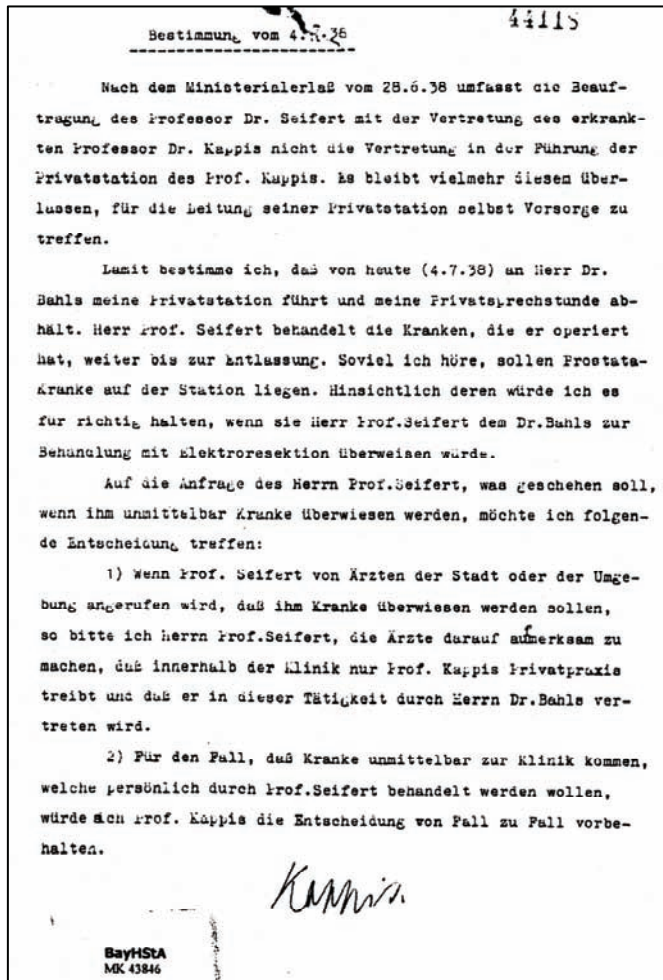 44115
Bestimmung vom 4.7.38
Nach dem Ministerialerlaß vom 28.6.38 umfasst die Beauf-
tragung des Professor Dr. Seifert mit der Vertretung des erkrank-
ten Professor Dr. Kappis nicht die Vertretung in der Führung der
Privatstation des Prof. Kappis. Es bleibt vielmehr diesem über-
lassen, für die Leitung seiner Privatstation selbst Vorsorge zu
treffen.
Damit bestimme ich, daß von heute (4.7.38) an Herr Dr.
Bahls meine Privatstation führt und meine Privatsprechstunde ab-
hält. Herr Prof. Seifert behandelt die Kranken, die er operiert
hat, weiter bis zur Entlassung. Soviel ich höre, sollen Prostata-
Kranke auf der Station liegen. Hinsichtlich deren würde ich es
fur richtig halten, wenn sie Herr Prof.Seifert dem Dr.Bahls zur
Behandlung mit Elektroresektion überweisen würde.
Auf die Anfrage des Herrn Prof.Seifert, was geschehen soll,
wenn ihm unmittelbar Kranke überwiesen werden, möchte ich folgen-
de Entscheidung treffen:
1) Wenn Prof. Seifert von Ärzten der Stadt oder der Umge-
bung angerufen wird, daß ihm Kranke überwiesen werden sollen,
so bitte ich Herrn Prof.Seifert, die Ärzte darauf aufmerksam zu
machen, daß innerhalb der Klinik nur Prof. Kappis Privatpraxis
treibt und daß er in dieser Tätigkeit durch Herrn Dr.Bahls ver-
treten wird.
2) Für den Fall, daß Kranke unmittelbar zur Klinik kommen,
welche persönlich durch Prof.Seifert behandelt werden wollen,
würde sich Prof. Kappis die Entscheidung von Fall zu Fall vorbe-
halten.
Kappis.
BayHStA
MK 43846